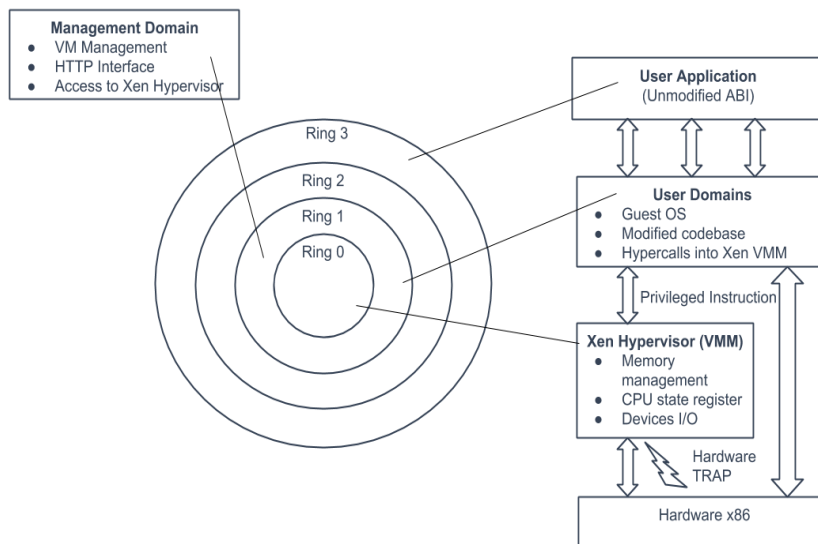 Management Domain
● VM Management
● HTTP Interface
● Access to Xen Hypervisor
Ring 3
Ring 2
Ring 1
Ring 0
User Application
(Unmodified ABI)
User Domains
● Guest OS
● Modified codebase
● Hypercalls into Xen VMM
Privileged Instruction
Xen Hypervisor (VMM)
● Memory
management
● CPU state register
● Devices I/O
Hardware
TRAP
Hardware x86